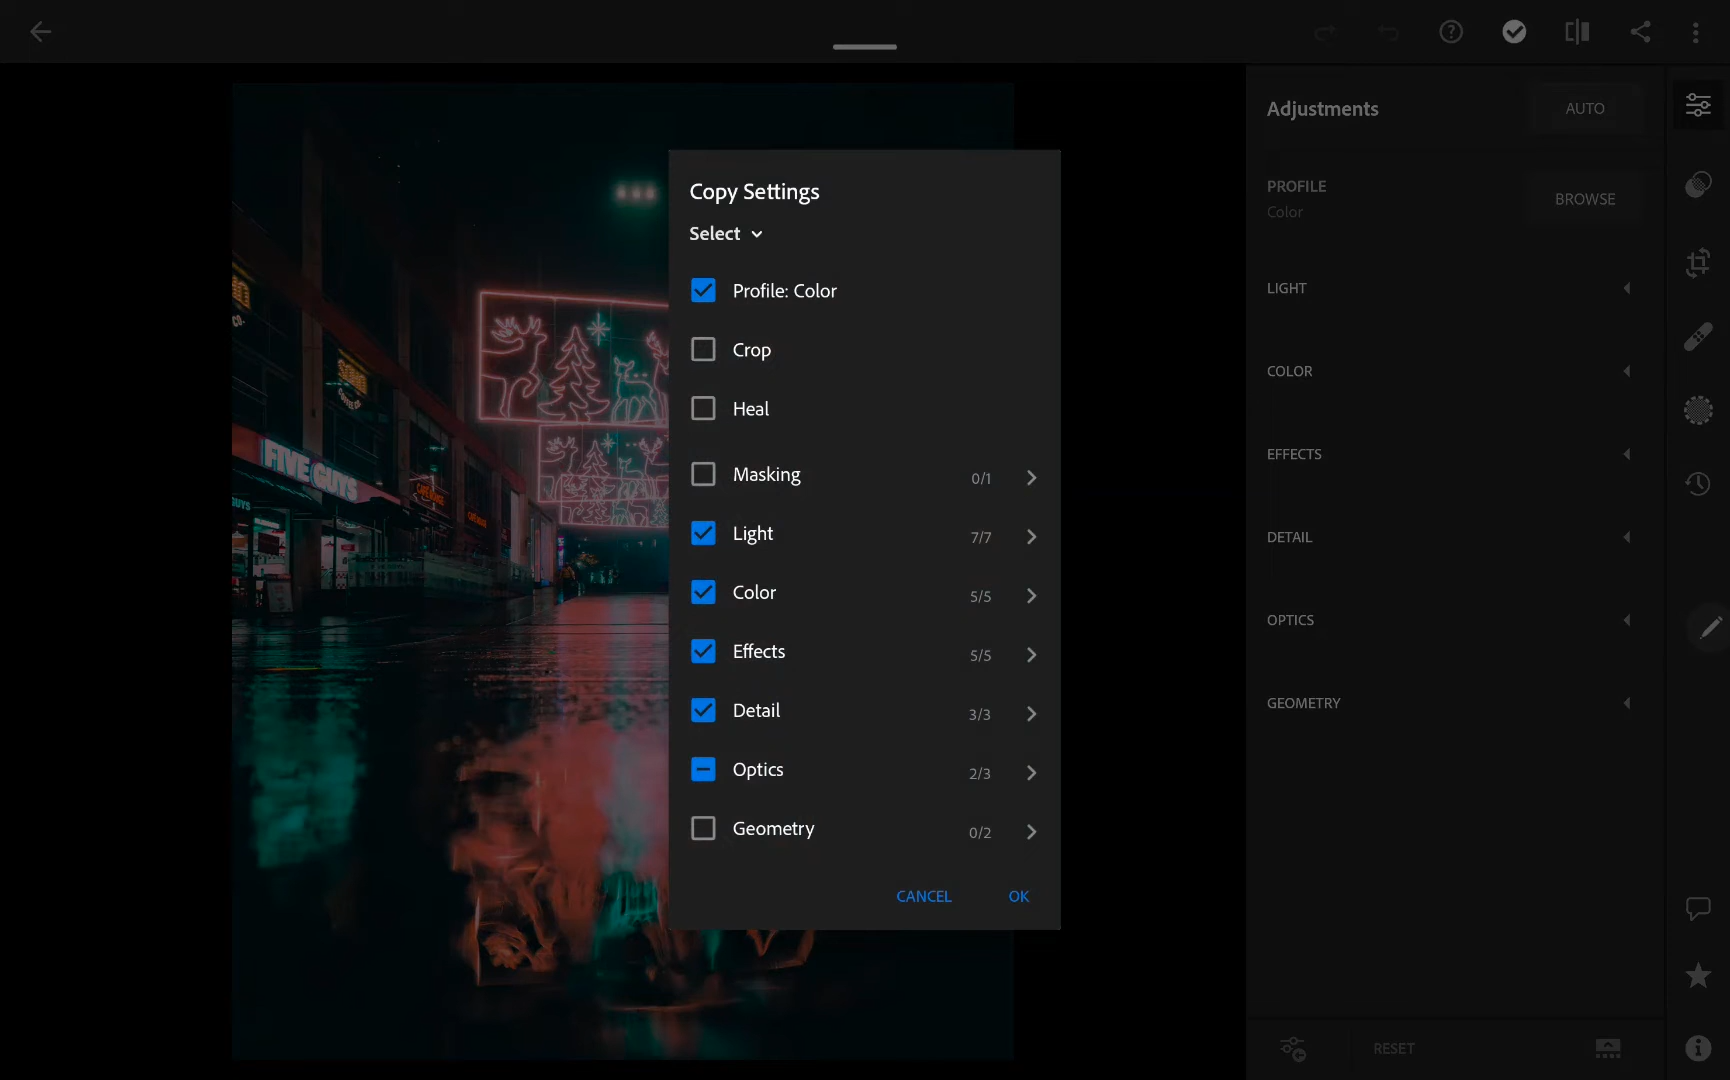 Adjustments
AUTO
PROFILE
Color
BROWSE
LIGHT
COLOR
EFFECTS
DETAIL
OPTICS
GEOMETRY
RESET
Copy Settings
Select
Profile: Color
Crop
Heal
Masking 0/1
Light 7/7
Color 5/5
Effects 5/5
Detail 3/3
Optics 2/3
Geometry 0/2
CANCEL OK
FIVE GUYS
GUYS